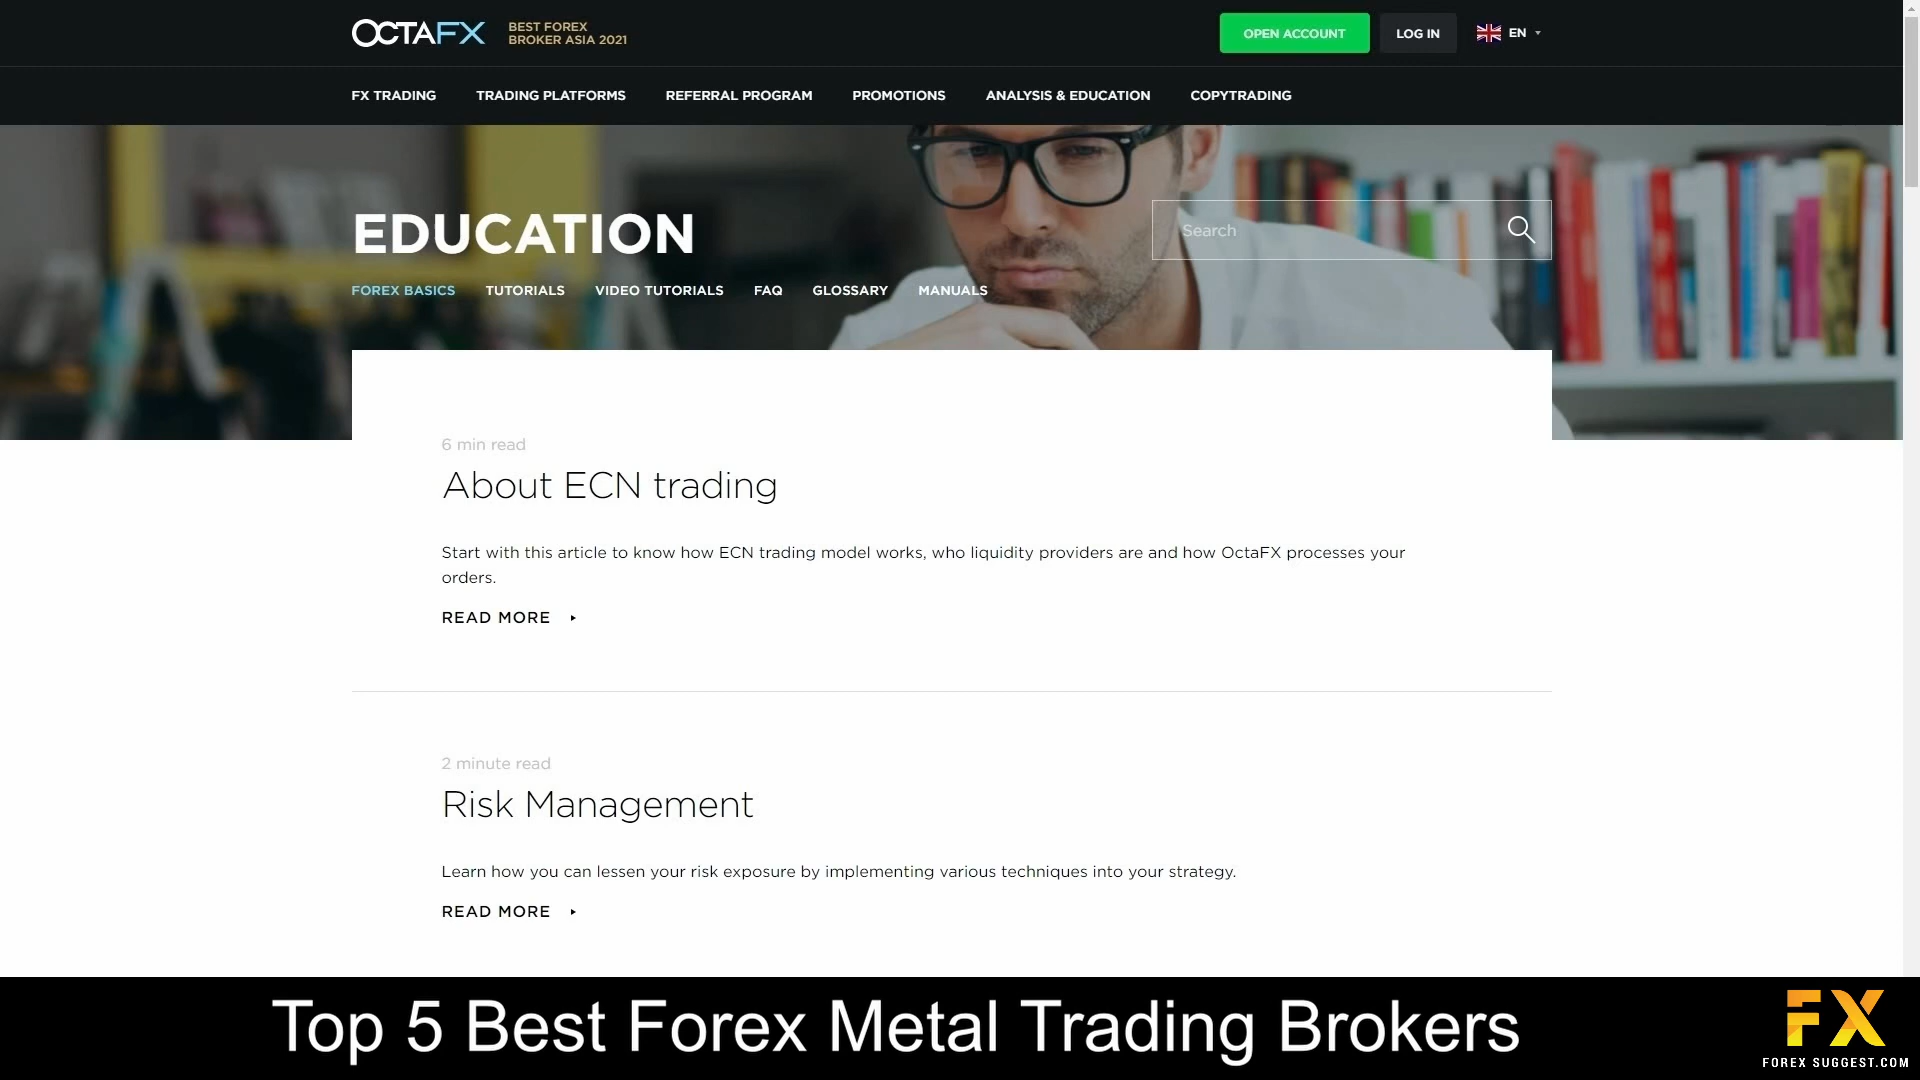 OCTAFX
BEST FOREX
BROKER ASIA 2021
OPEN ACCOUNT
LOG IN
EN
FX TRADING
TRADING PLATFORMS
REFERRAL PROGRAM
PROMOTIONS
ANALYSIS & EDUCATION
COPYTRADING
EDUCATION
Search
FOREX BASICS
TUTORIALS
VIDEO TUTORIALS
FAQ
GLOSSARY
MANUALS
6 min read
About ECN trading
Start with this article to know how ECN trading model works, who liquidity providers are and how OctaFX processes your
orders.
READ MORE
2 minute read
Risk Management
Learn how you can lessen your risk exposure by implementing various techniques into your strategy.
READ MORE
Top 5 Best Forex Metal Trading Brokers
FX
FOREX SUGGEST.COM